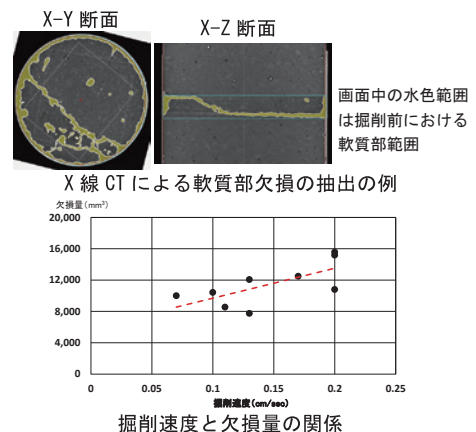 X-Y 断面
X-Z 断面
画面中の水色範囲
は掘削前における
軟質部範囲
X 線 CT による軟質部欠損の抽出の例
欠損量(mm³)
20,000
16,000
12,000
8,000
4,000
0
0
0.05
0.1
0.15
0.2
0.25
掘削速度(cm/sec)
掘削速度と欠損量の関係